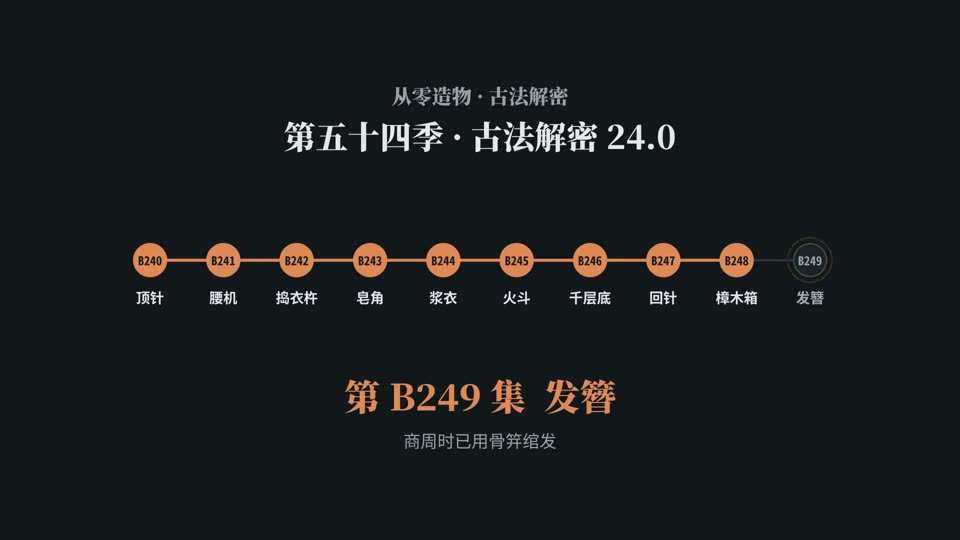 从零造物 · 古法解密
第五十四季 · 古法解密 24.0
B240 B241 B242 B243 B244 B245 B246 B247 B248 B249
顶针 腰机 捣衣杵 皂角 浆衣 火斗 千层底 回针 樟木箱 发簪
第 B249 集 发簪
商周时已用骨笄绾发